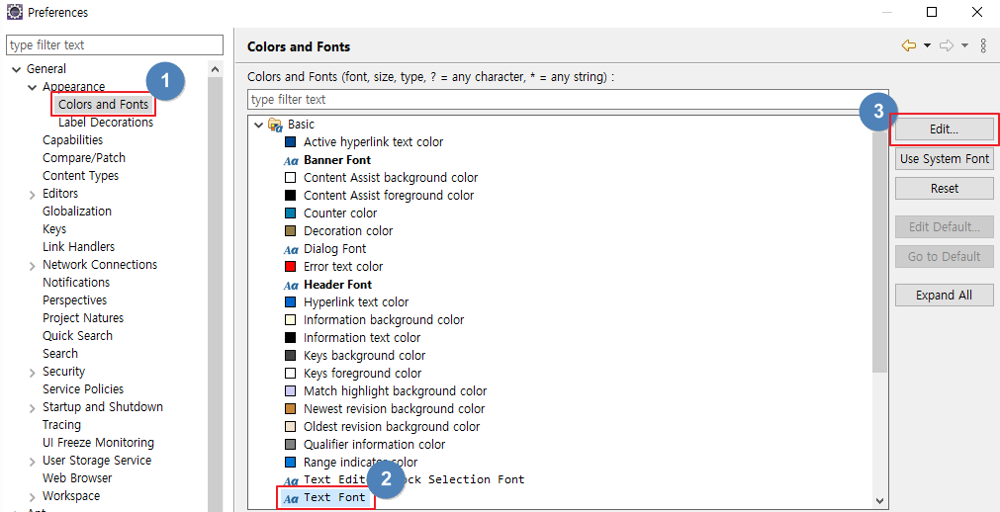 Preferences
type filter text
General
Appearance
1
Colors and Fonts
Label Decorations
Capabilities
Compare/Patch
Content Types
Editors
Globalization
Keys
Link Handlers
Network Connections
Notifications
Perspectives
Project Natures
Quick Search
Search
Security
Service Policies
Startup and Shutdown
Tracing
UI Freeze Monitoring
User Storage Service
Web Browser
Workspace
Ant
Colors and Fonts
Colors and Fonts (font, size, type, ? = any character, * = any string) :
type filter text
Basic
Active hyperlink text color
Aa Banner Font
Content Assist background color
Content Assist foreground color
Counter color
Decoration color
Aa Dialog Font
Error text color
Aa Header Font
Hyperlink text color
Information background color
Information text color
Keys background color
Keys foreground color
Match highlight background color
Newest revision background color
Oldest revision background color
Qualifier information color
Range indicator color
Aa Text Edit ck Selection Font
2
Aa Text Font
3
Edit...
Use System Font
Reset
Edit Default...
Go to Default
Expand All